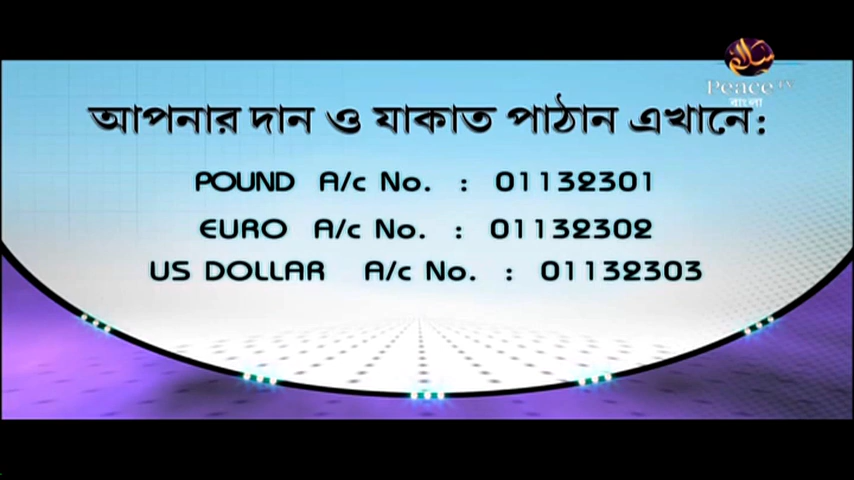 Peace TV
বাংলা
আপনার দান ও যাকাত পাঠান এখানে:
POUND A/c No. : 01132301
EURO A/c No. : 01132302
US DOLLAR A/c No. : 01132303